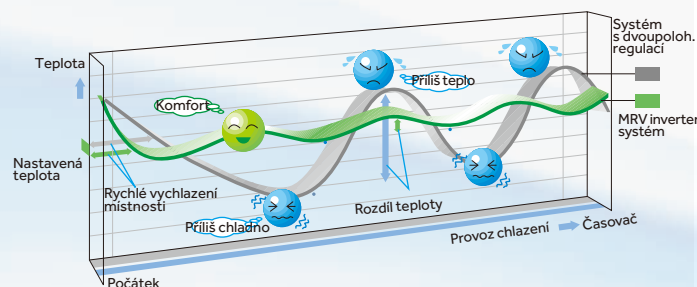 Systém
s dvoupoloh.
regulací
Teplota
Příliš teplo
Komfort
MRV inverter
systém
Nastavená
teplota
Rychlé vychlazení
místnosti
Rozdíl teploty
Příliš chladno
Provoz chlazení
Časovač
Počátek